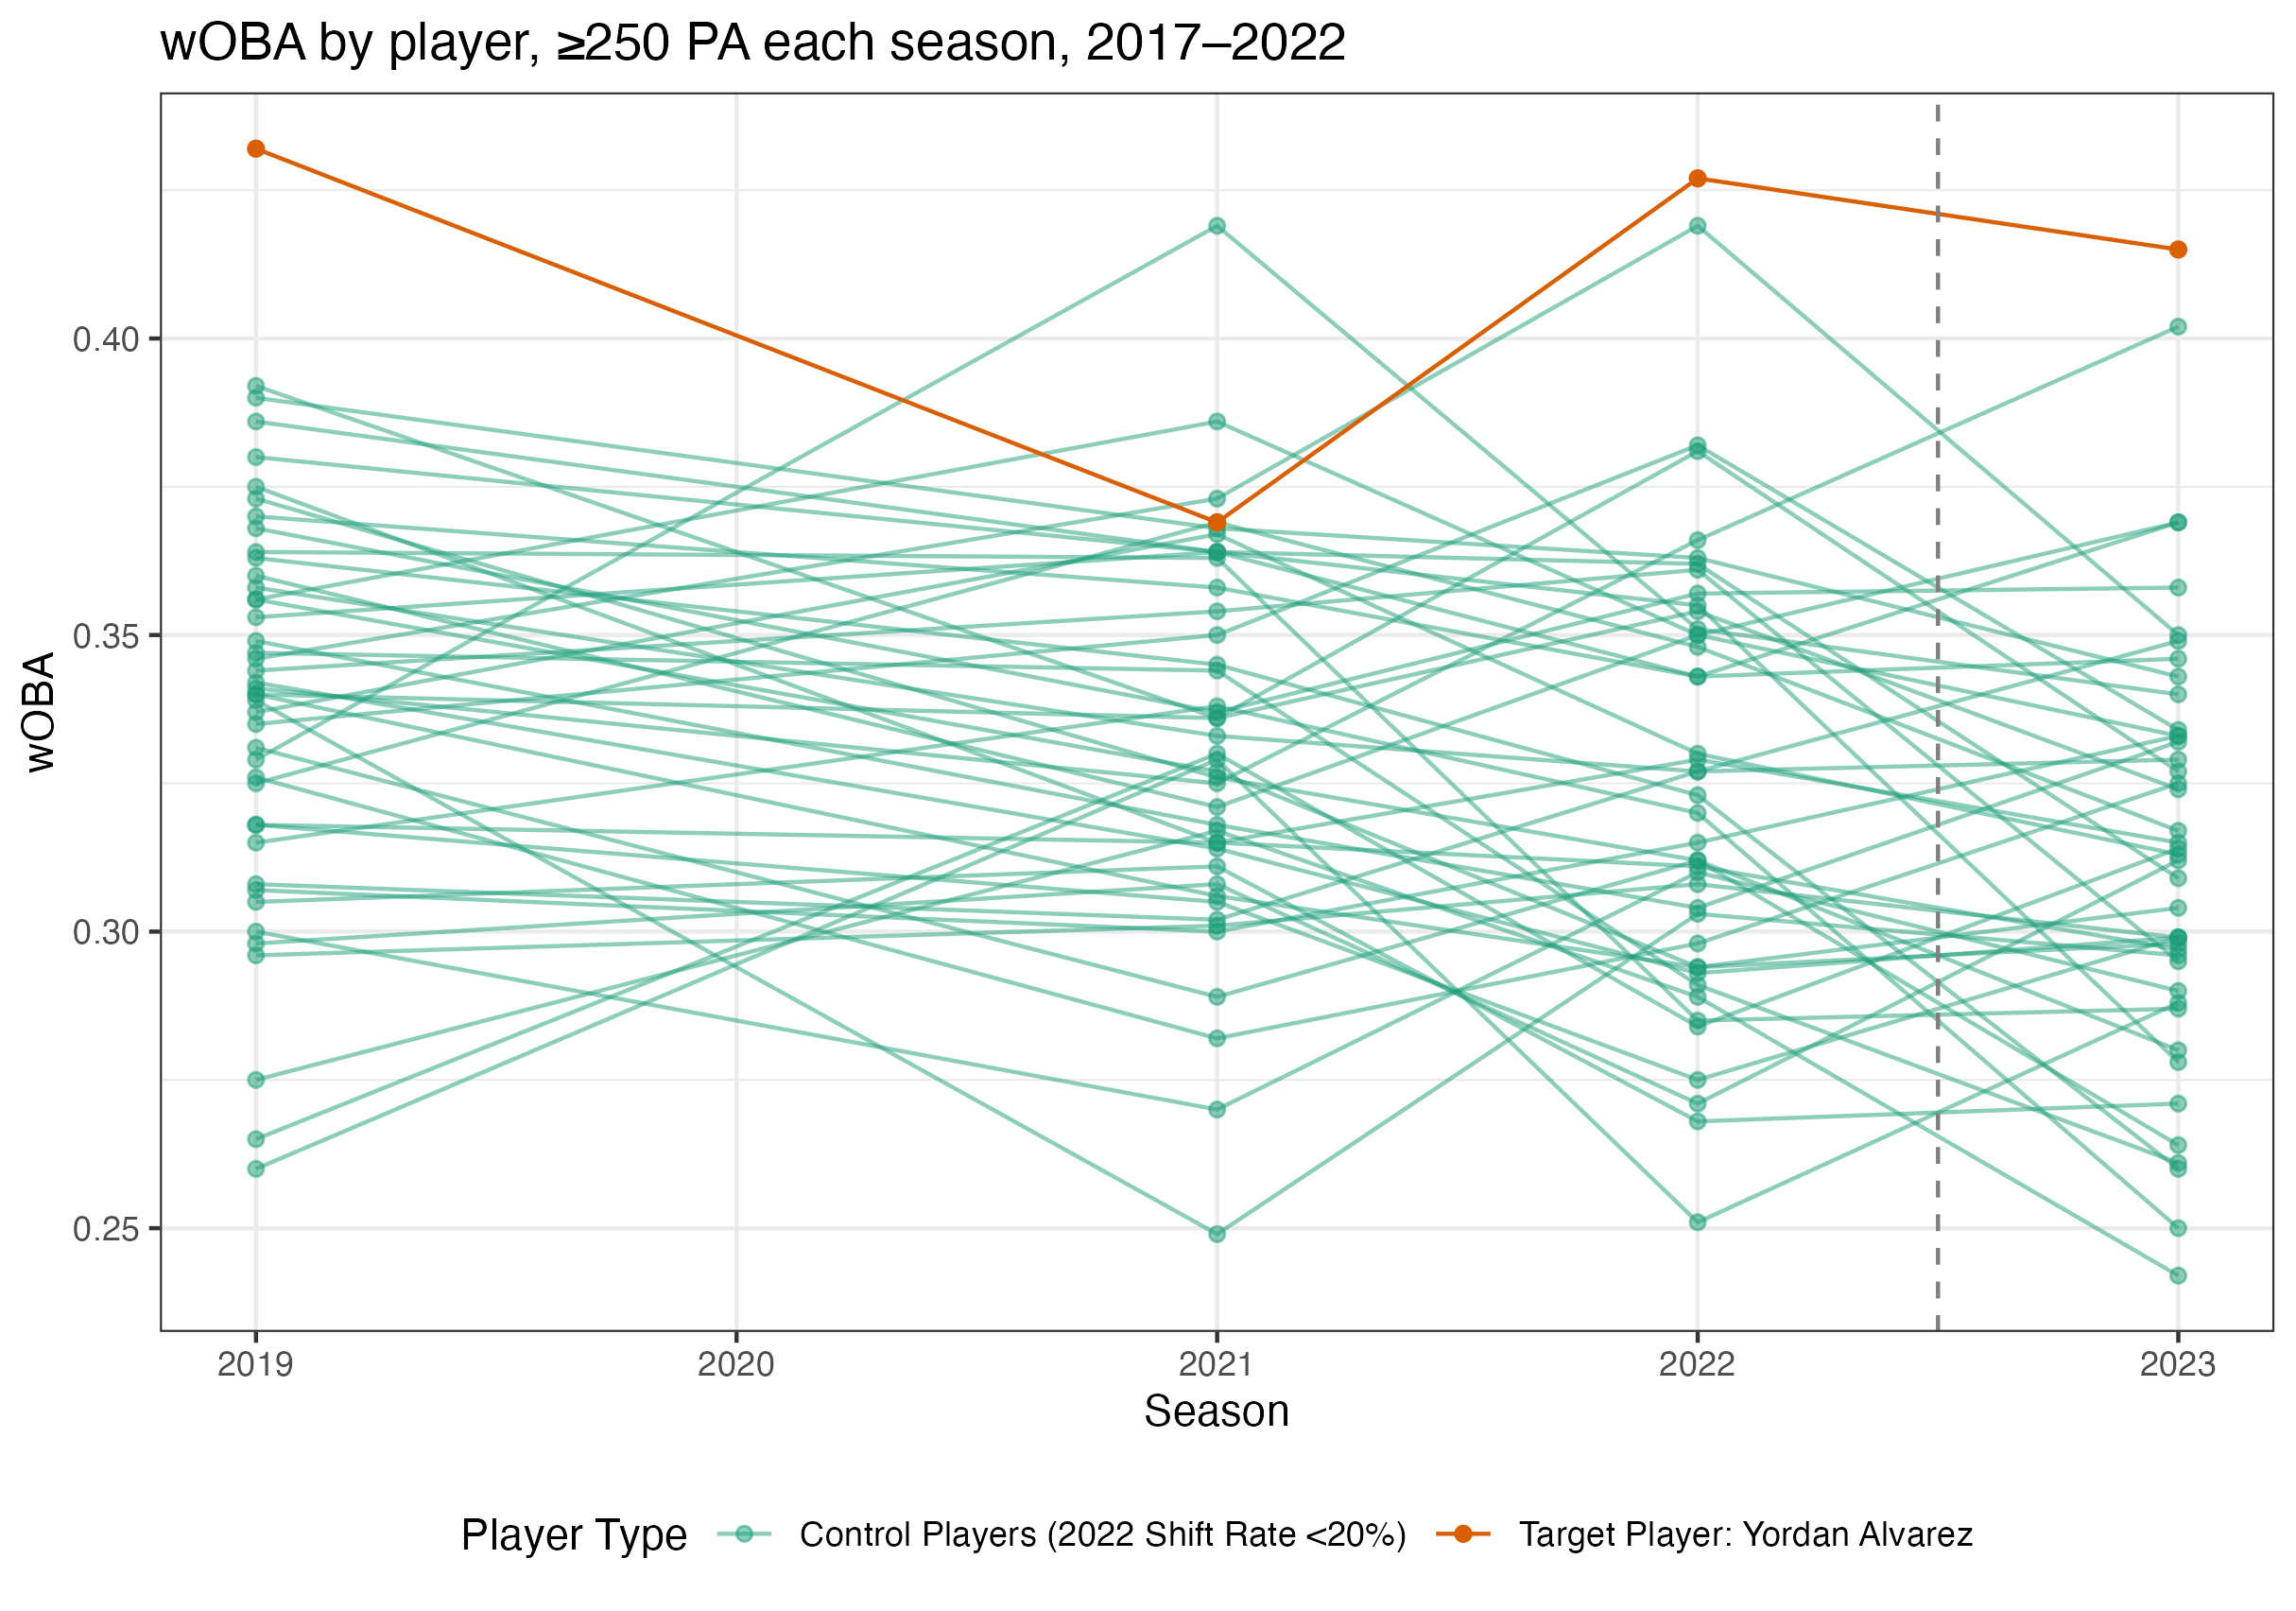 wOBA by player, ≥250 PA each season, 2017–2022
wOBA
0.40
0.35
0.30
0.25
2019 2020 2021 2022 2023
Season
Player Type Control Players (2022 Shift Rate <20%) Target Player: Yordan Alvarez